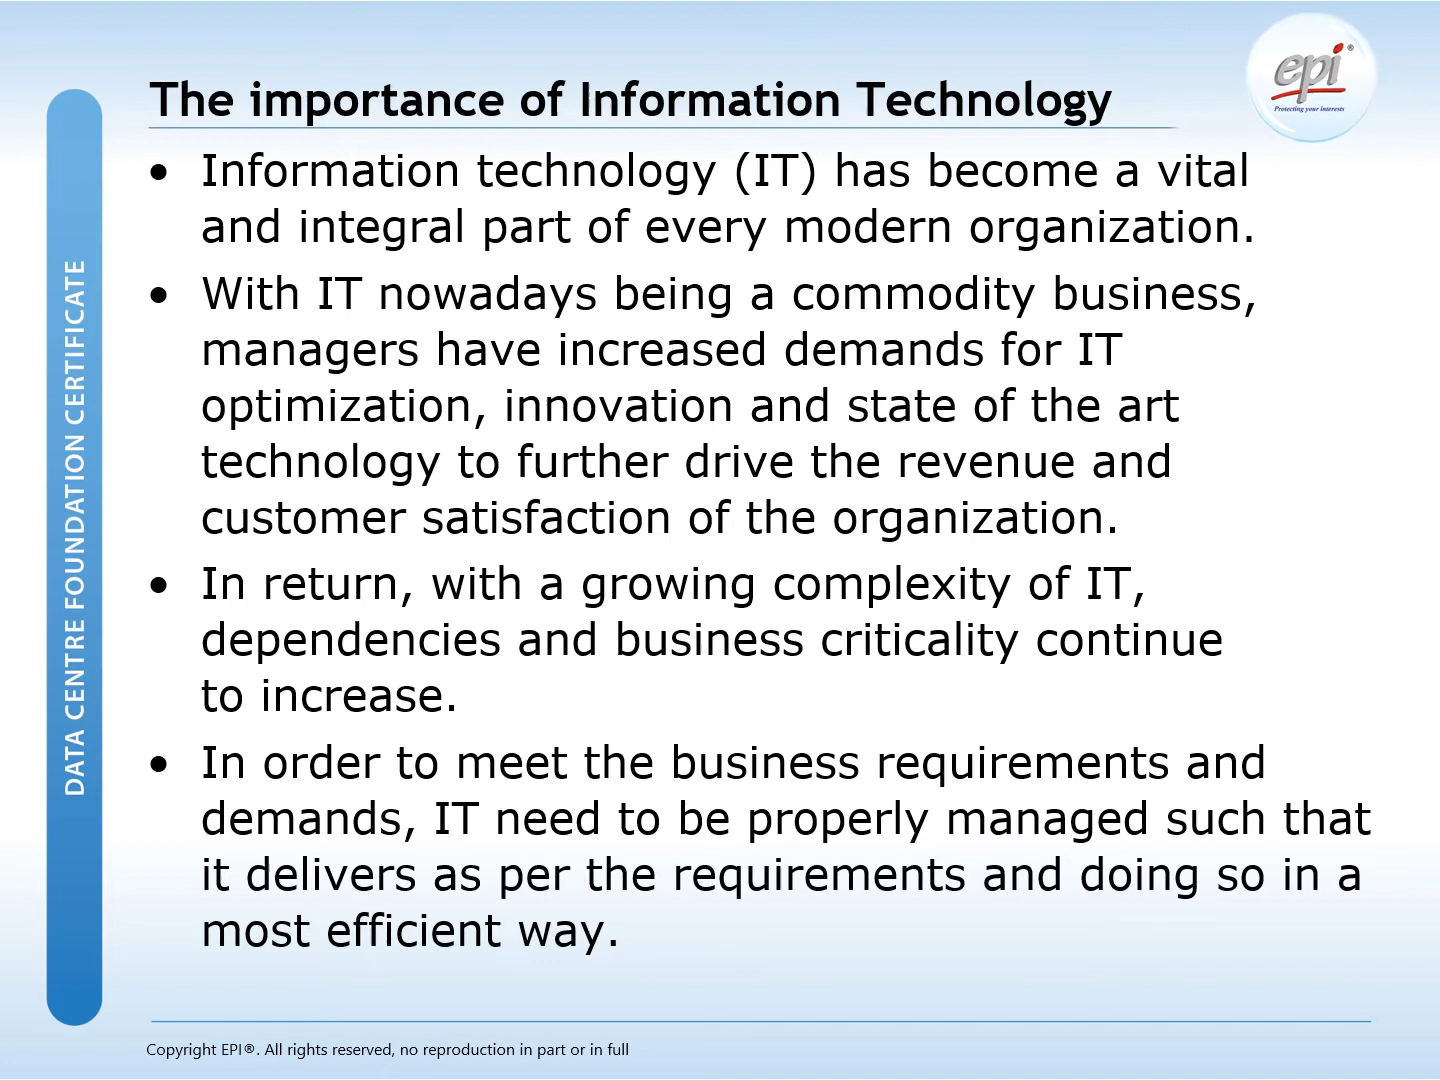 The importance of Information Technology
epi®
Protecting your interests
DATA CENTRE FOUNDATION CERTIFICATE
• Information technology (IT) has become a vital
and integral part of every modern organization.
• With IT nowadays being a commodity business,
managers have increased demands for IT
optimization, innovation and state of the art
technology to further drive the revenue and
customer satisfaction of the organization.
• In return, with a growing complexity of IT,
dependencies and business criticality continue
to increase.
• In order to meet the business requirements and
demands, IT need to be properly managed such that
it delivers as per the requirements and doing so in a
most efficient way.
Copyright EPI®. All rights reserved, no reproduction in part or in full